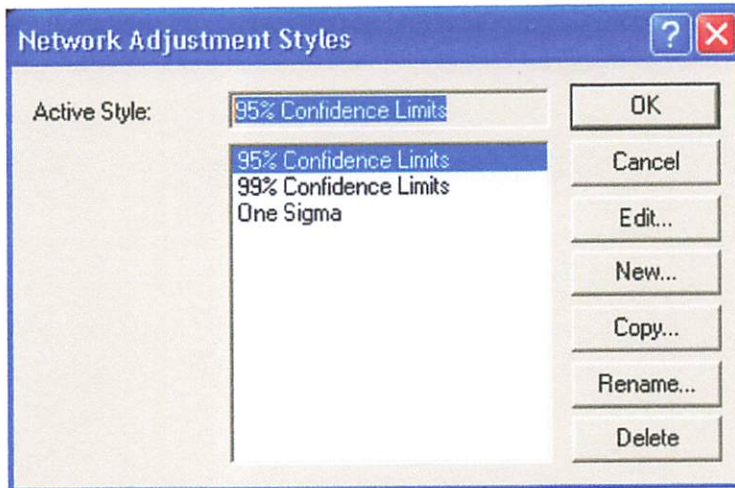 Network Adjustment Styles
Active Style:
95% Confidence Limits
95% Confidence Limits
99% Confidence Limits
One Sigma
OK
Cancel
Edit...
New...
Copy...
Rename...
Delete